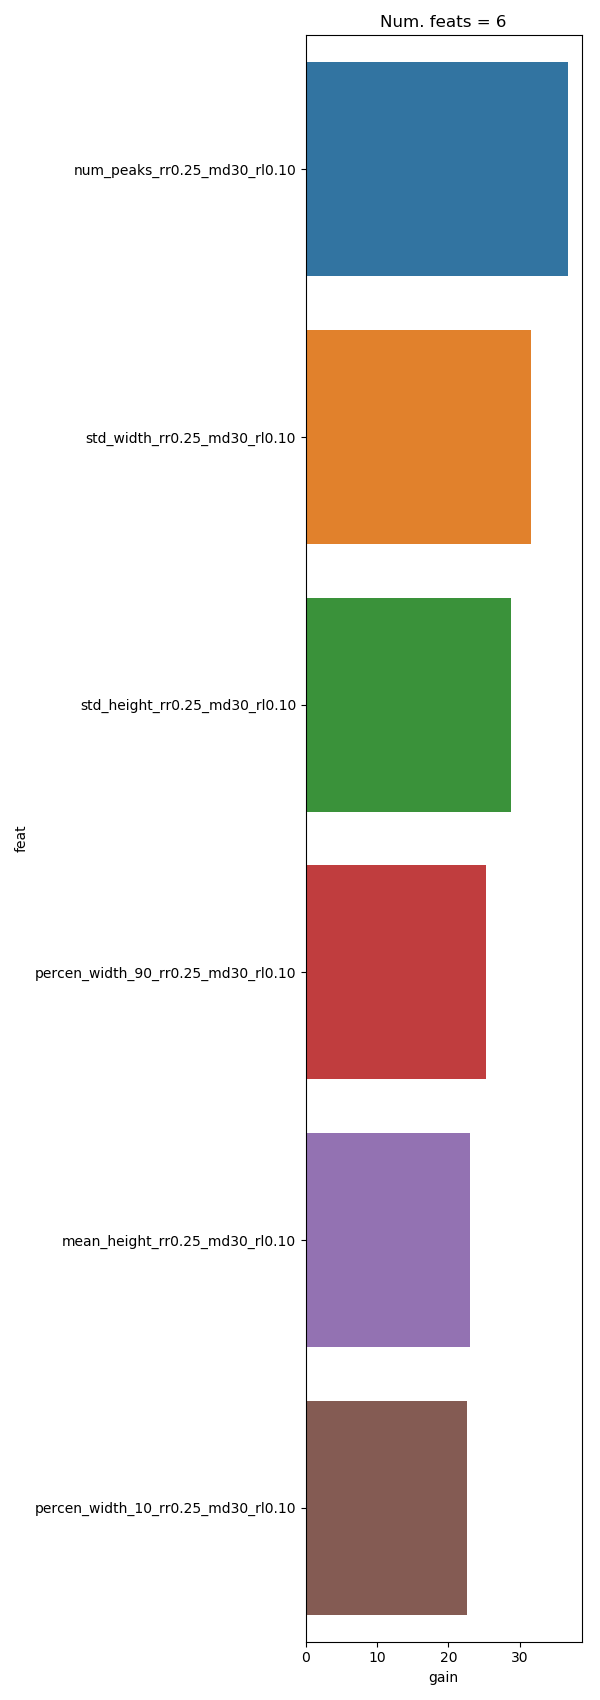 Num. feats = 6
num_peaks_rr0.25_md30_rl0.10
std_width_rr0.25_md30_rl0.10
std_height_rr0.25_md30_rl0.10
feat
percen_width_90_rr0.25_md30_rl0.10
mean_height_rr0.25_md30_rl0.10
percen_width_10_rr0.25_md30_rl0.10
0 10 20 30
gain